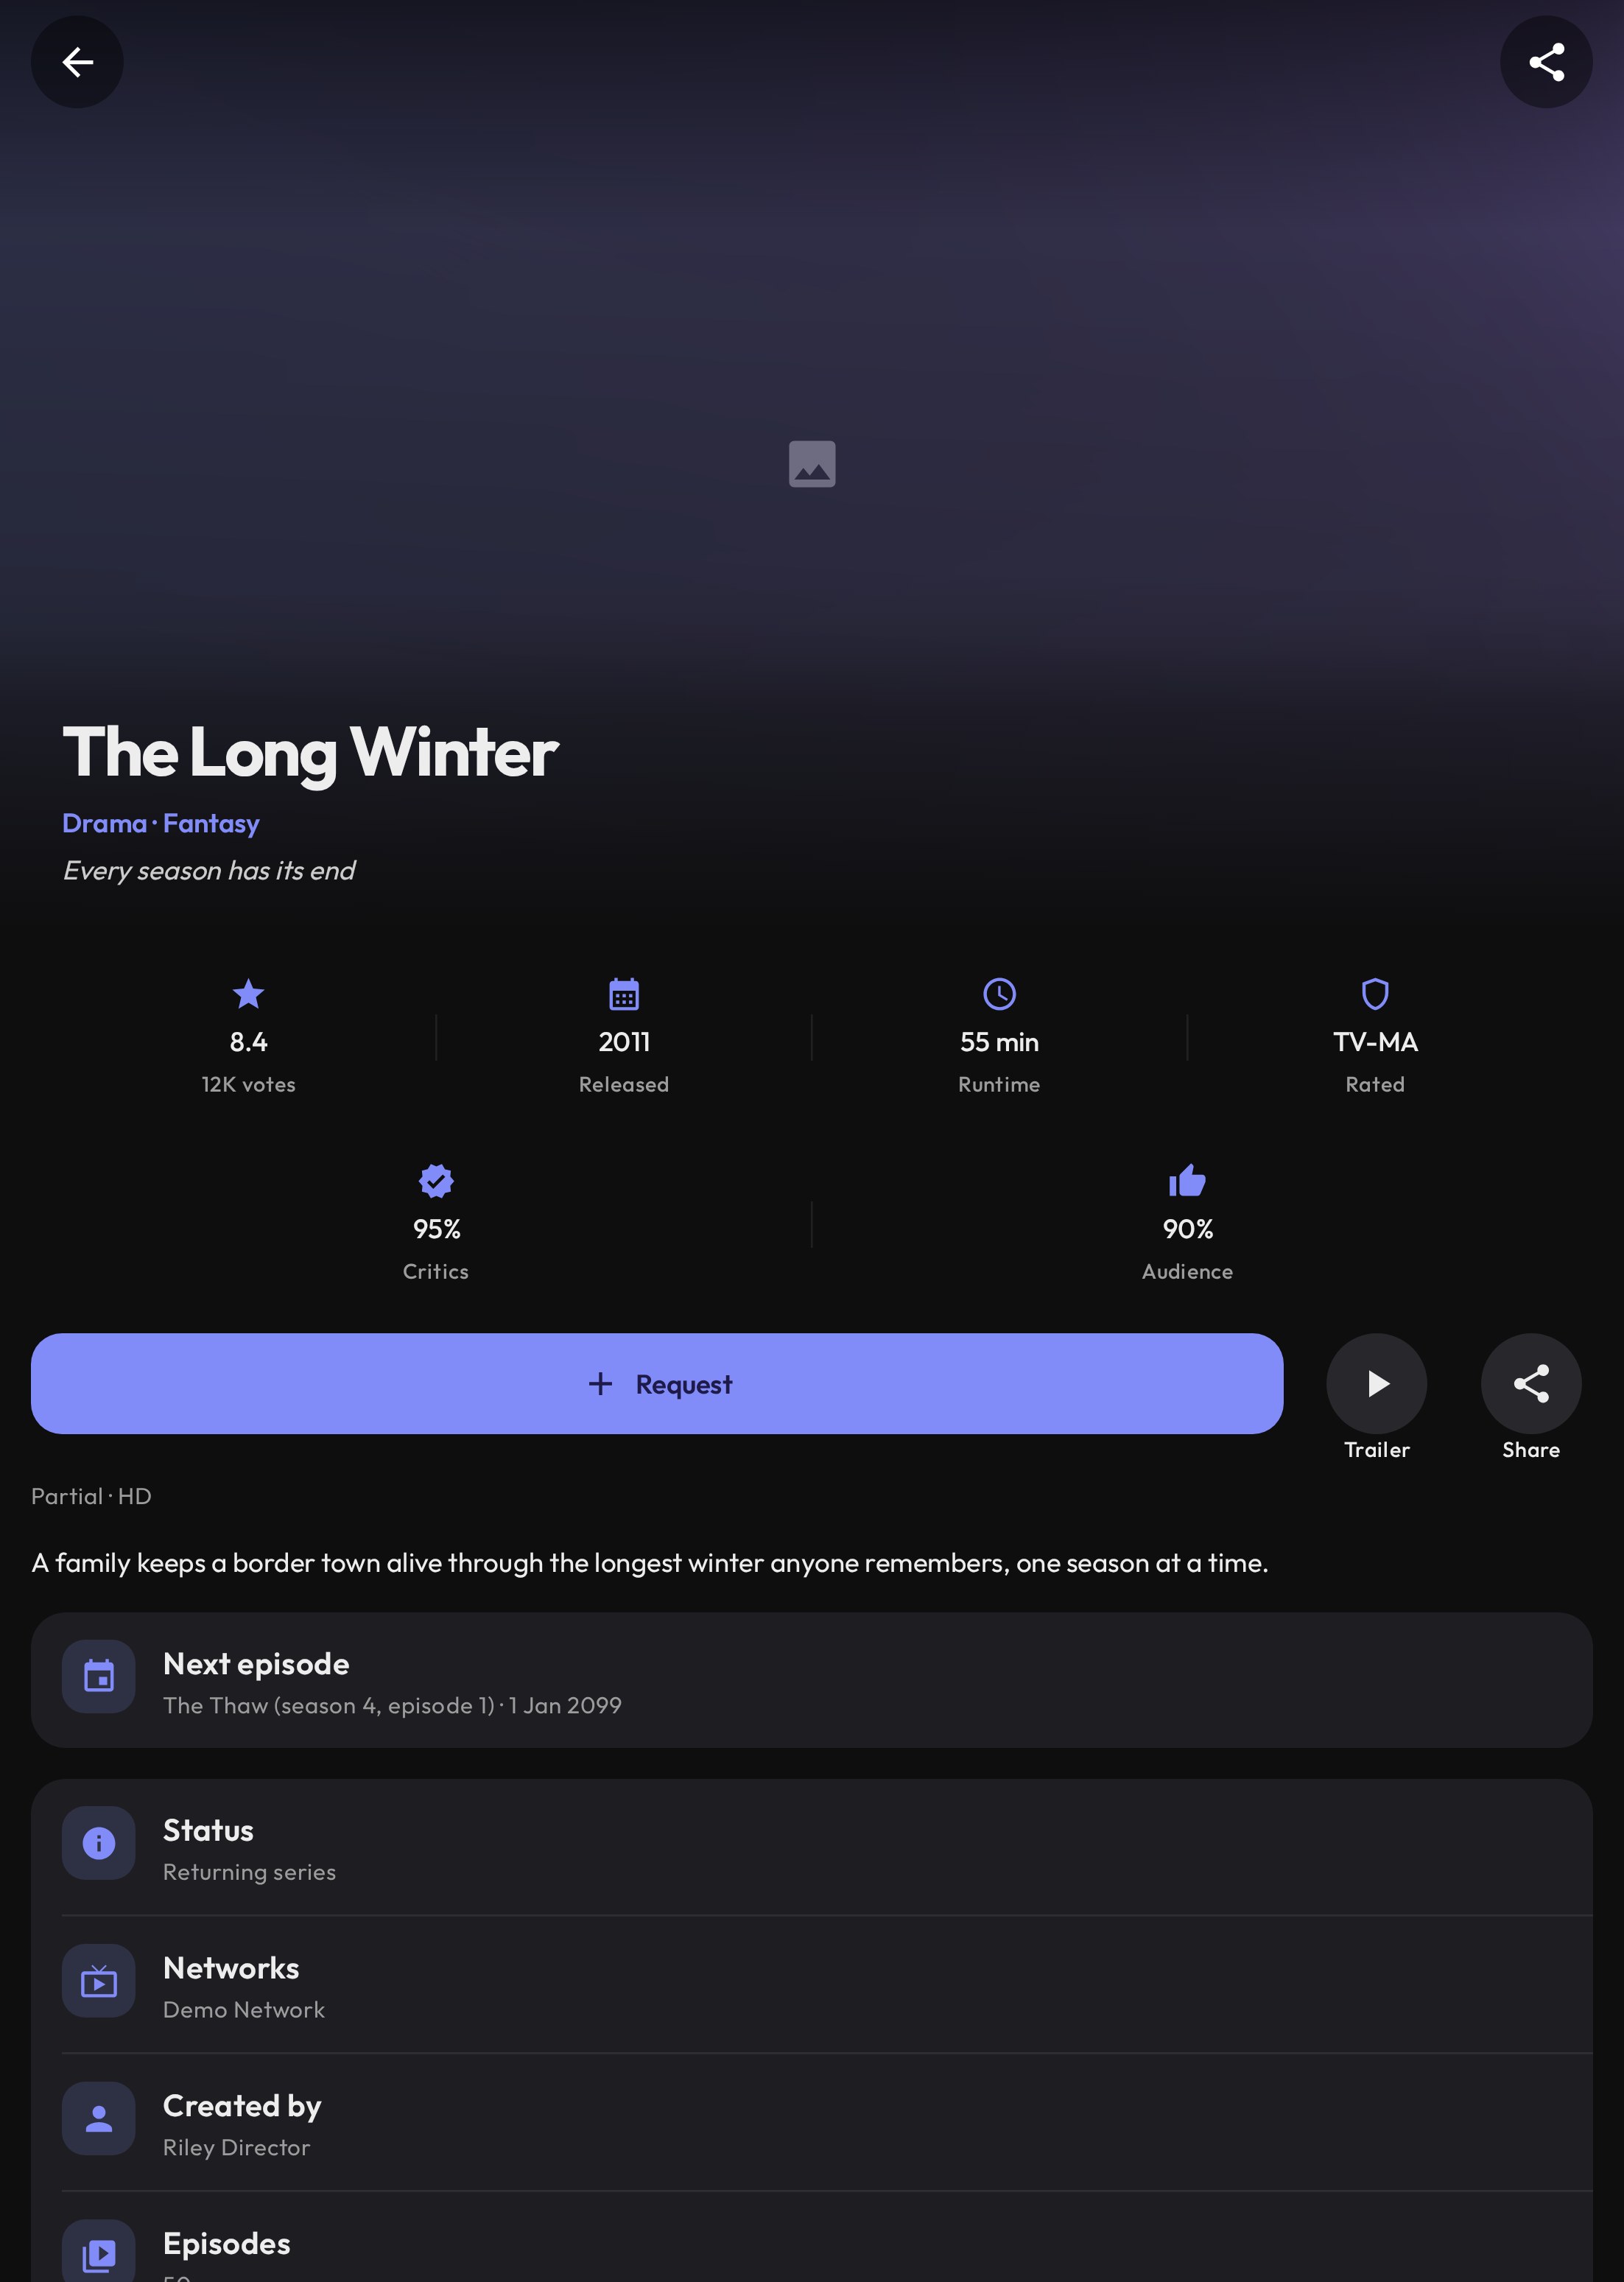 The Long Winter
Drama · Fantasy
Every season has its end
8.4
12K votes
2011
Released
55 min
Runtime
TV-MA
Rated
95%
Critics
90%
Audience
Request
Trailer
Share
Partial · HD
A family keeps a border town alive through the longest winter anyone remembers, one season at a time.
Next episode
The Thaw (season 4, episode 1) · 1 Jan 2099
Status
Returning series
Networks
Demo Network
Created by
Riley Director
Episodes